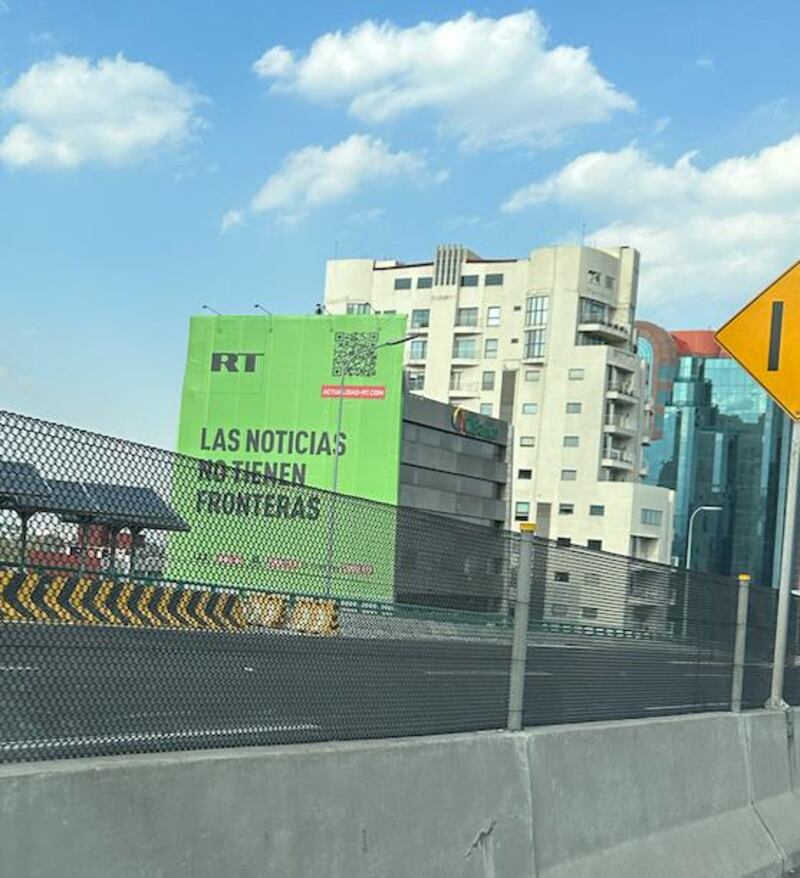 RT
ACTUALIDAD-RT.COM
LAS NOTICIAS
NO TIENEN
FRONTERAS